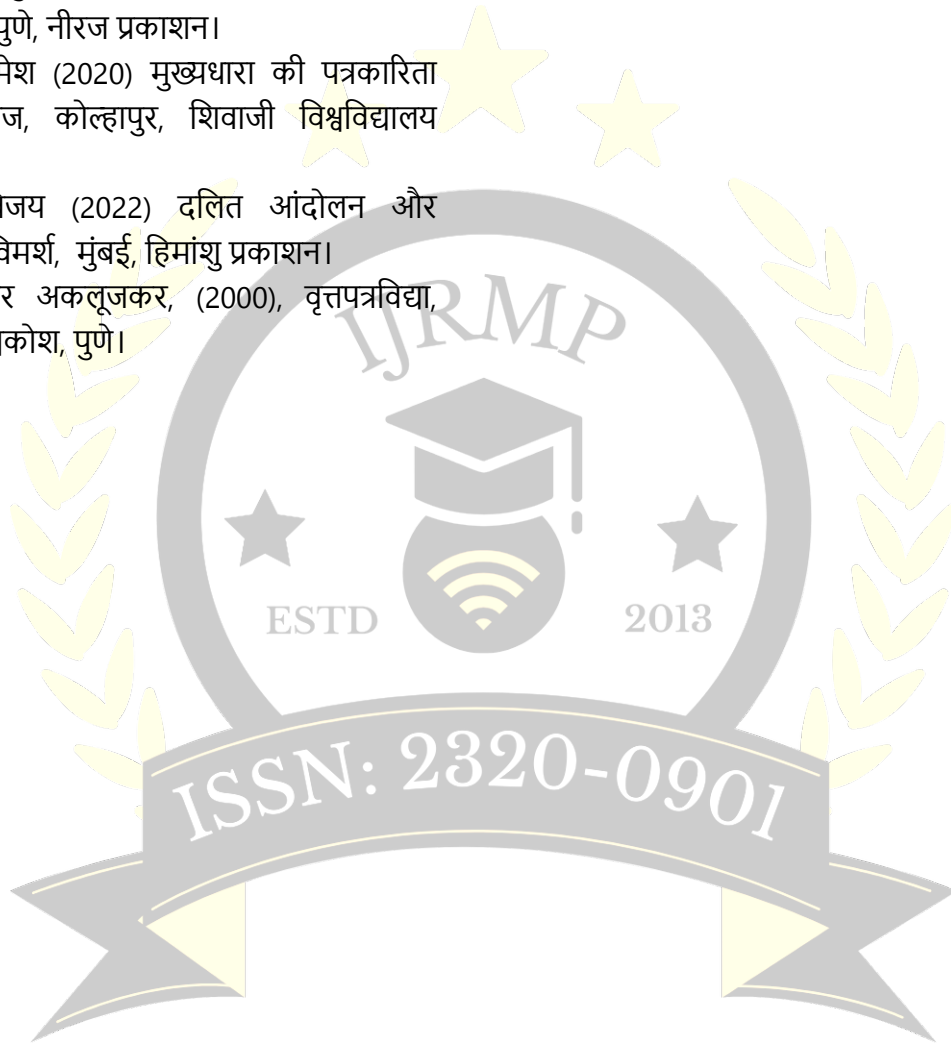 पुणे, नीरज प्रकाशन।
(2020) मुख्यधारा की पत्रकारिता
कोल्हापुर, शिवाजी विश्वविद्यालय
(2022) दलित आंदोलन और
विमर्श, मुंबई, हिमांशु प्रकाशन।
अकलूजकर, (2000), वृत्तपत्रविद्या,
पुणे।
IJRMP
ESTD 2013
ISSN: 2320-0901